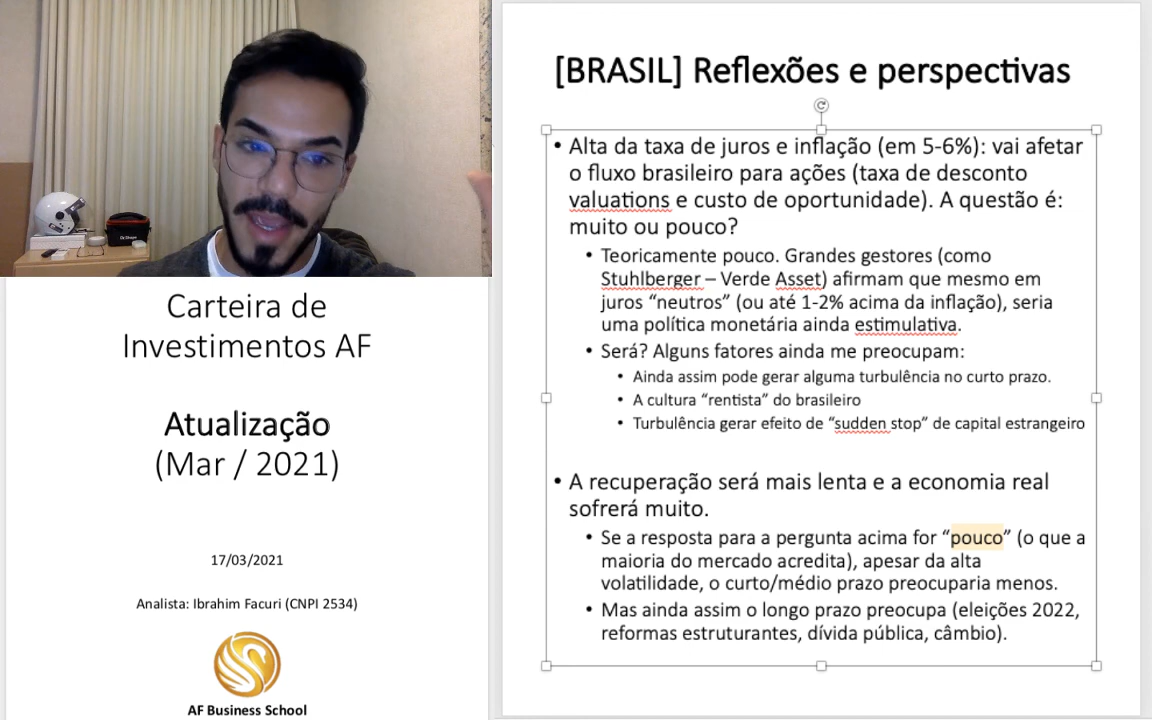 Carteira de
Investimentos AF
Atualização
(Mar / 2021)
17/03/2021
Analista: Ibrahim Facuri (CNPI 2534)
AF Business School
[BRASIL] Reflexões e perspectivas
• Alta da taxa de juros e inflação (em 5-6%): vai afetar
o fluxo brasileiro para ações (taxa de desconto
valuations e custo de oportunidade). A questão é:
muito ou pouco?
• Teoricamente pouco. Grandes gestores (como
Stuhlberger – Verde Asset) afirmam que mesmo em
juros “neutros” (ou até 1-2% acima da inflação), seria
uma política monetária ainda estimulativa.
• Será? Alguns fatores ainda me preocupam:
• Ainda assim pode gerar alguma turbulência no curto prazo.
• A cultura “rentista” do brasileiro
• Turbulência gerar efeito de “sudden stop” de capital estrangeiro
• A recuperação será mais lenta e a economia real
sofrerá muito.
• Se a resposta para a pergunta acima for “pouco” (o que a
maioria do mercado acredita), apesar da alta
volatilidade, o curto/médio prazo preocuparia menos.
• Mas ainda assim o longo prazo preocupa (eleições 2022,
reformas estruturantes, dívida pública, câmbio).